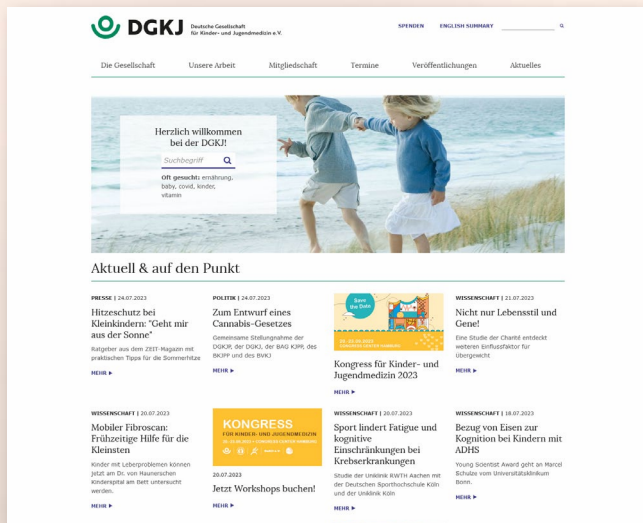 DGKJ
Deutsche Gesellschaft
für Kinder- und Jugendmedizin e.V.
SPENDEN ENGLISH SUMMARY
Die Gesellschaft Unsere Arbeit Mitgliedschaft Termine Veröffentlichungen Aktuelles
Herzlich willkommen
bei der DGKJ!
Suchbegriff
Oft gesucht: ernährung,
baby, covid, kinder,
vitamin
Aktuell & auf den Punkt
PRESSE | 24.07.2023
Hitzeschutz bei
Kleinkindern: "Geht mir
aus der Sonne"
Ratgeber aus dem ZEIT-Magazin mit
praktischen Tipps für die Sommerhitze
MEHR
POLITIK | 24.07.2023
Zum Entwurf eines
Cannabis-Gesetzes
Gemeinsame Stellungnahme der
DGKJP, der DGKJ, der BAG KJPP, des
BKJPP und des BVKJ
MEHR
Save
the Date
CONGRESS CENTER HAMBURG
Kongress für Kinder- und
Jugendmedizin 2023
MEHR
WISSENSCHAFT | 21.07.2023
Nicht nur Lebensstil und
Gene!
Eine Studie der Charité entdeckt
weiteren Einflussfaktor für
Übergewicht
MEHR
WISSENSCHAFT | 20.07.2023
Mobiler Fibroscan:
Frühzeitige Hilfe für die
Kleinsten
Kinder mit Leberproblemen können
jetzt am Dr. von Haunerschen
Kinderspital am Bett untersucht
werden.
MEHR
KONGRESS
FÜR KINDER- UND JUGENDMEDIZIN
20.07.2023
Jetzt Workshops buchen!
MEHR
WISSENSCHAFT | 20.07.2023
Sport lindert Fatigue und
kognitive
Einschränkungen bei
Krebserkrankungen
Studie der Uniklinik RWTH Aachen mit
der Deutschen Sporthochschule Köln
und der Uniklinik Köln
MEHR
WISSENSCHAFT | 18.07.2023
Bezug von Eisen zur
Kognition bei Kindern mit
ADHS
Young Scientist Award geht an Marcel
Schulze vom Universitätsklinikum
Bonn.
MEHR